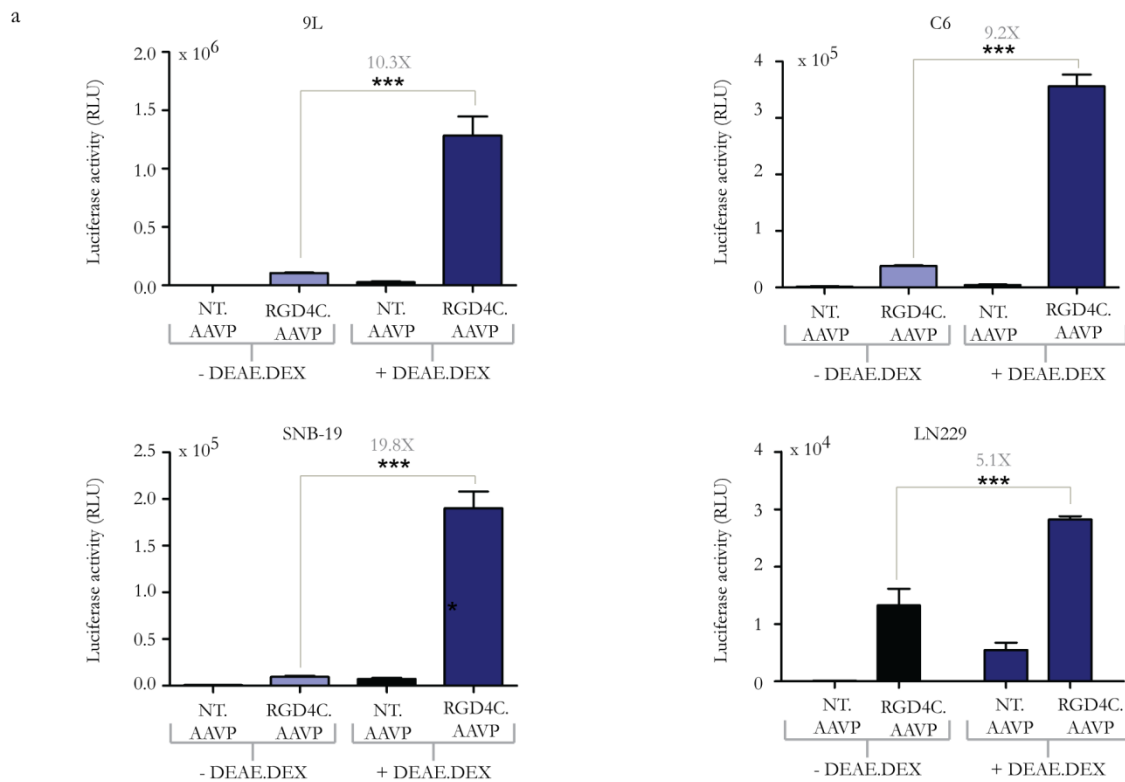 a
9L
x 10^6
10.3X
***
Luciferase activity (RLU)
2.0
1.5
1.0
0.5
0.0
NT. RGD4C. NT. RGD4C.
AAVP AAVP AAVP AAVP
- DEAE.DEX + DEAE.DEX
C6
x 10^5
9.2X
***
Luciferase activity (RLU)
4
3
2
1
0
NT. RGD4C. NT. RGD4C.
AAVP AAVP AAVP AAVP
- DEAE.DEX + DEAE.DEX
SNB-19
x 10^5
19.8X
***
Luciferase activity (RLU)
2.5
2.0
1.5
1.0
0.5
0.0
*
NT. RGD4C. NT. RGD4C.
AAVP AAVP AAVP AAVP
- DEAE.DEX + DEAE.DEX
LN229
x 10^4
5.1X
***
Luciferase activity (RLU)
4
3
2
1
0
NT. RGD4C. NT. RGD4C.
AAVP AAVP AAVP AAVP
- DEAE.DEX + DEAE.DEX